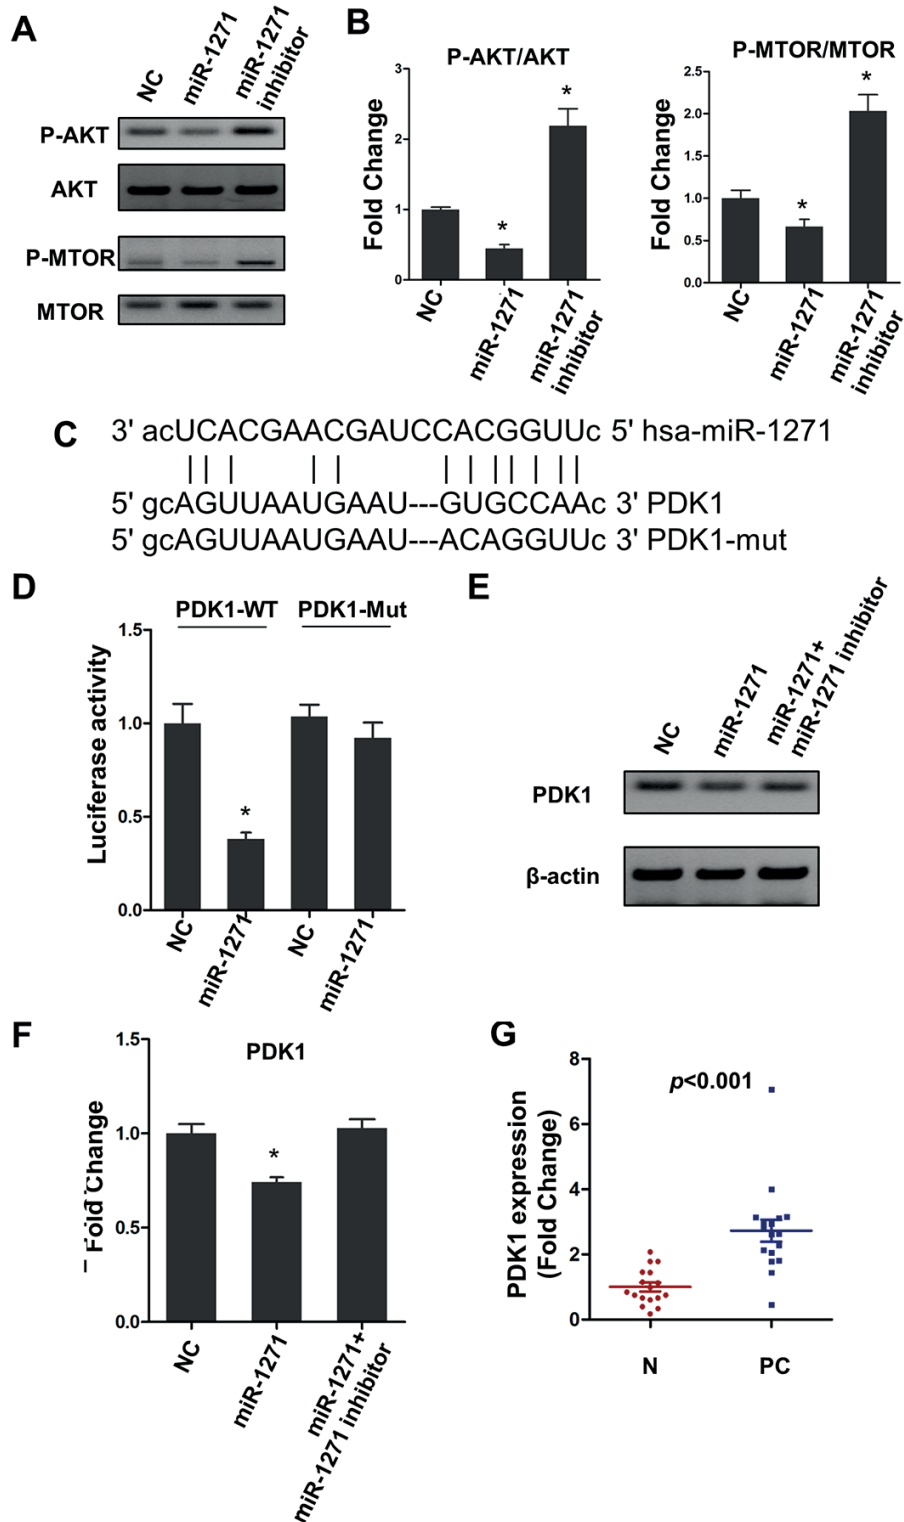 A
NC
miR-1271
miR-1271
inhibitor
P-AKT
AKT
P-MTOR
MTOR
B
P-AKT/AKT
Fold Change
3
2
1
0
*
*
NC
miR-1271
miR-1271
inhibitor
P-MTOR/MTOR
Fold Change
2.5
2.0
1.5
1.0
0.5
0.0
*
*
NC
miR-1271
miR-1271
inhibitor
C
3' acUCACGAACGAUCCACGGUUc 5' hsa-miR-1271
5' gcAGUUAAUGAAU---GUGCCAAc 3' PDK1
5' gcAGUUAAUGAAU---ACAGGUUc 3' PDK1-mut
D
PDK1-WT
PDK1-Mut
Luciferase activity
1.5
1.0
0.5
0.0
*
NC
miR-1271
NC
miR-1271
E
NC
miR-1271
miR-1271+
miR-1271 inhibitor
PDK1
β-actin
F
PDK1
Fold Change
1.5
1.0
0.5
0.0
*
NC
miR-1271
miR-1271+
miR-1271 inhibitor
G
p<0.001
PDK1 expression
(Fold Change)
8
6
4
2
0
N
PC